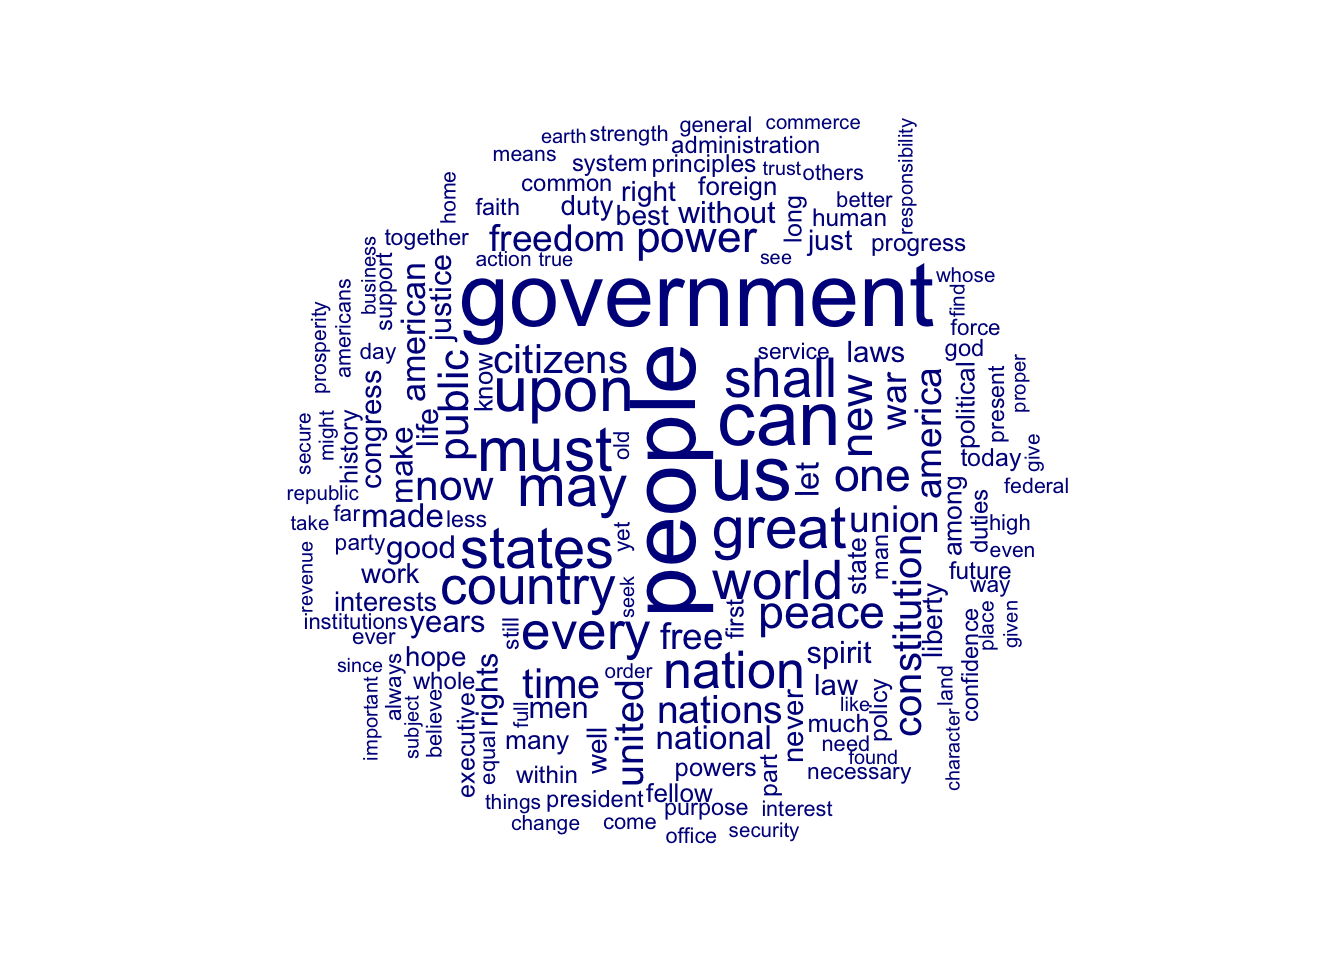 commerce
general
earth
strength
administration
responsibility
means
system
principles
trust
others
common
right
foreign
home
faith
duty
best
without
long
better
human
together
freedom
power
just
progress
action
true
see
business
support
american
justice
government
whose
find
force
prosperity
americans
day
public
know
citizens
people
service
laws
god
shall
upon
can
new
war
america
political
present
proper
congress
life
make
history
might
secure
must
old
us
let
one
today
give
republic
now
may
federal
take
far
made
less
yet
great
union
among
duties
high
party
good
states
world
state
man
constitution
even
revenue
work
country
seek
future
way
interests
institutions
years
ever
still
every
free
first
peace
liberty
place
given
since
hope
whole
always
rights
order
nation
spirit
law
like
policy
land
confidence
important
subject
believe
executive
equal
full
time
men
united
nations
never
much
need
found
character
many
well
national
within
powers
part
necessary
things
president
fellow
purpose
interest
change
come
office
security